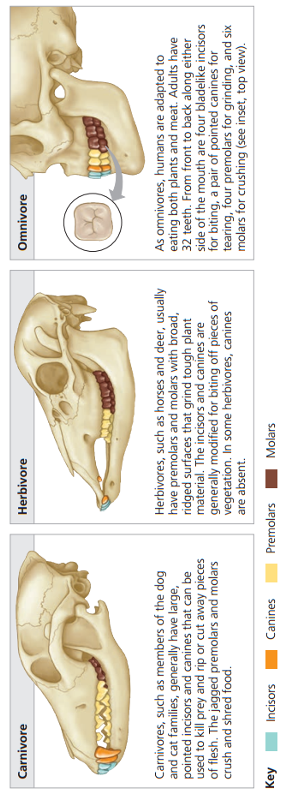 Carnivore
Carnivores, such as members of the dog
and cat families, generally have large,
pointed incisors and canines that can be
used to kill prey and rip or cut away pieces
of flesh. The jagged premolars and molars
crush and shred food.
Herbivore
Herbivores, such as horses and deer, usually
have premolars and molars with broad,
ridged surfaces that grind tough plant
material. The incisors and canines are
generally modified for biting off pieces of
vegetation. In some herbivores, canines
are absent.
Omnivore
As omnivores, humans are adapted to
eating both plants and meat. Adults have
32 teeth. From front to back along either
side of the mouth are four bladelike incisors
for biting, a pair of pointed canines for
tearing, four premolars for grinding, and six
molars for crushing (see inset, top view).
Key
Incisors
Canines
Premolars
Molars